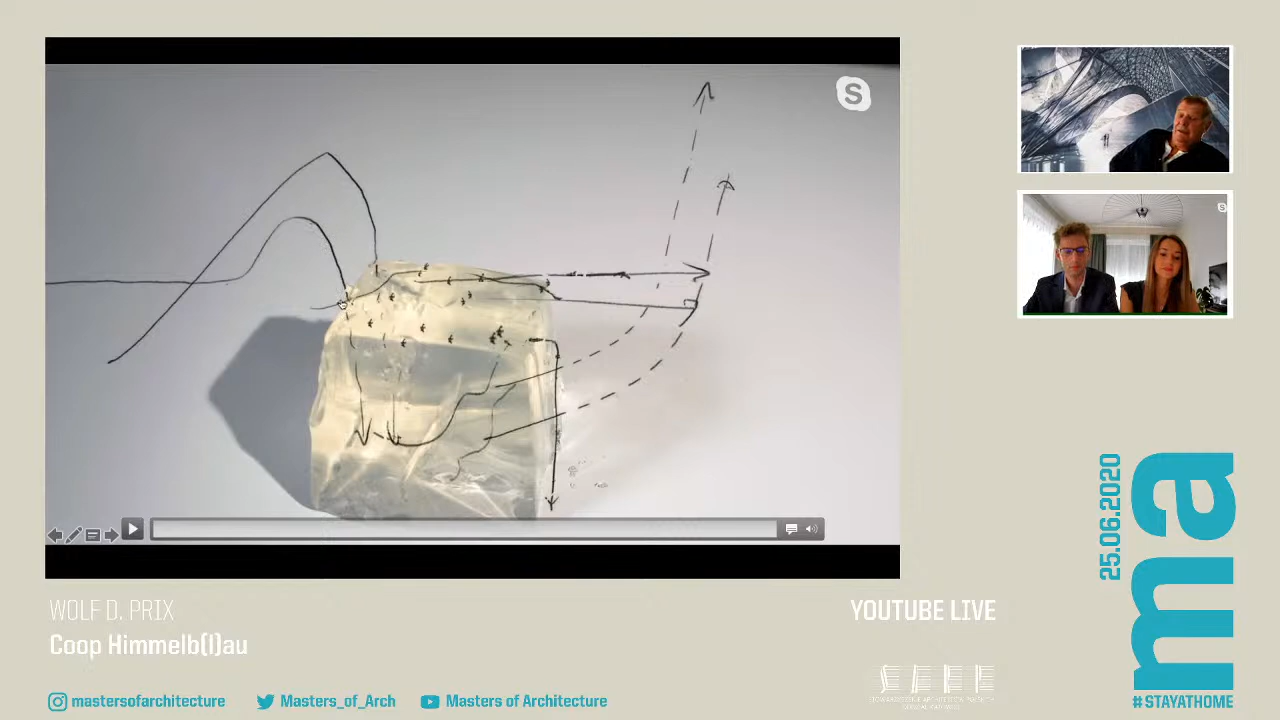 S
S
WOLF D. PRIX
Coop Himmelb(l)au
YOUTUBE LIVE
mastersofarchitecture
Masters_of_Arch
Masters of Architecture
25.06.2020
ma
#STAYATHOME